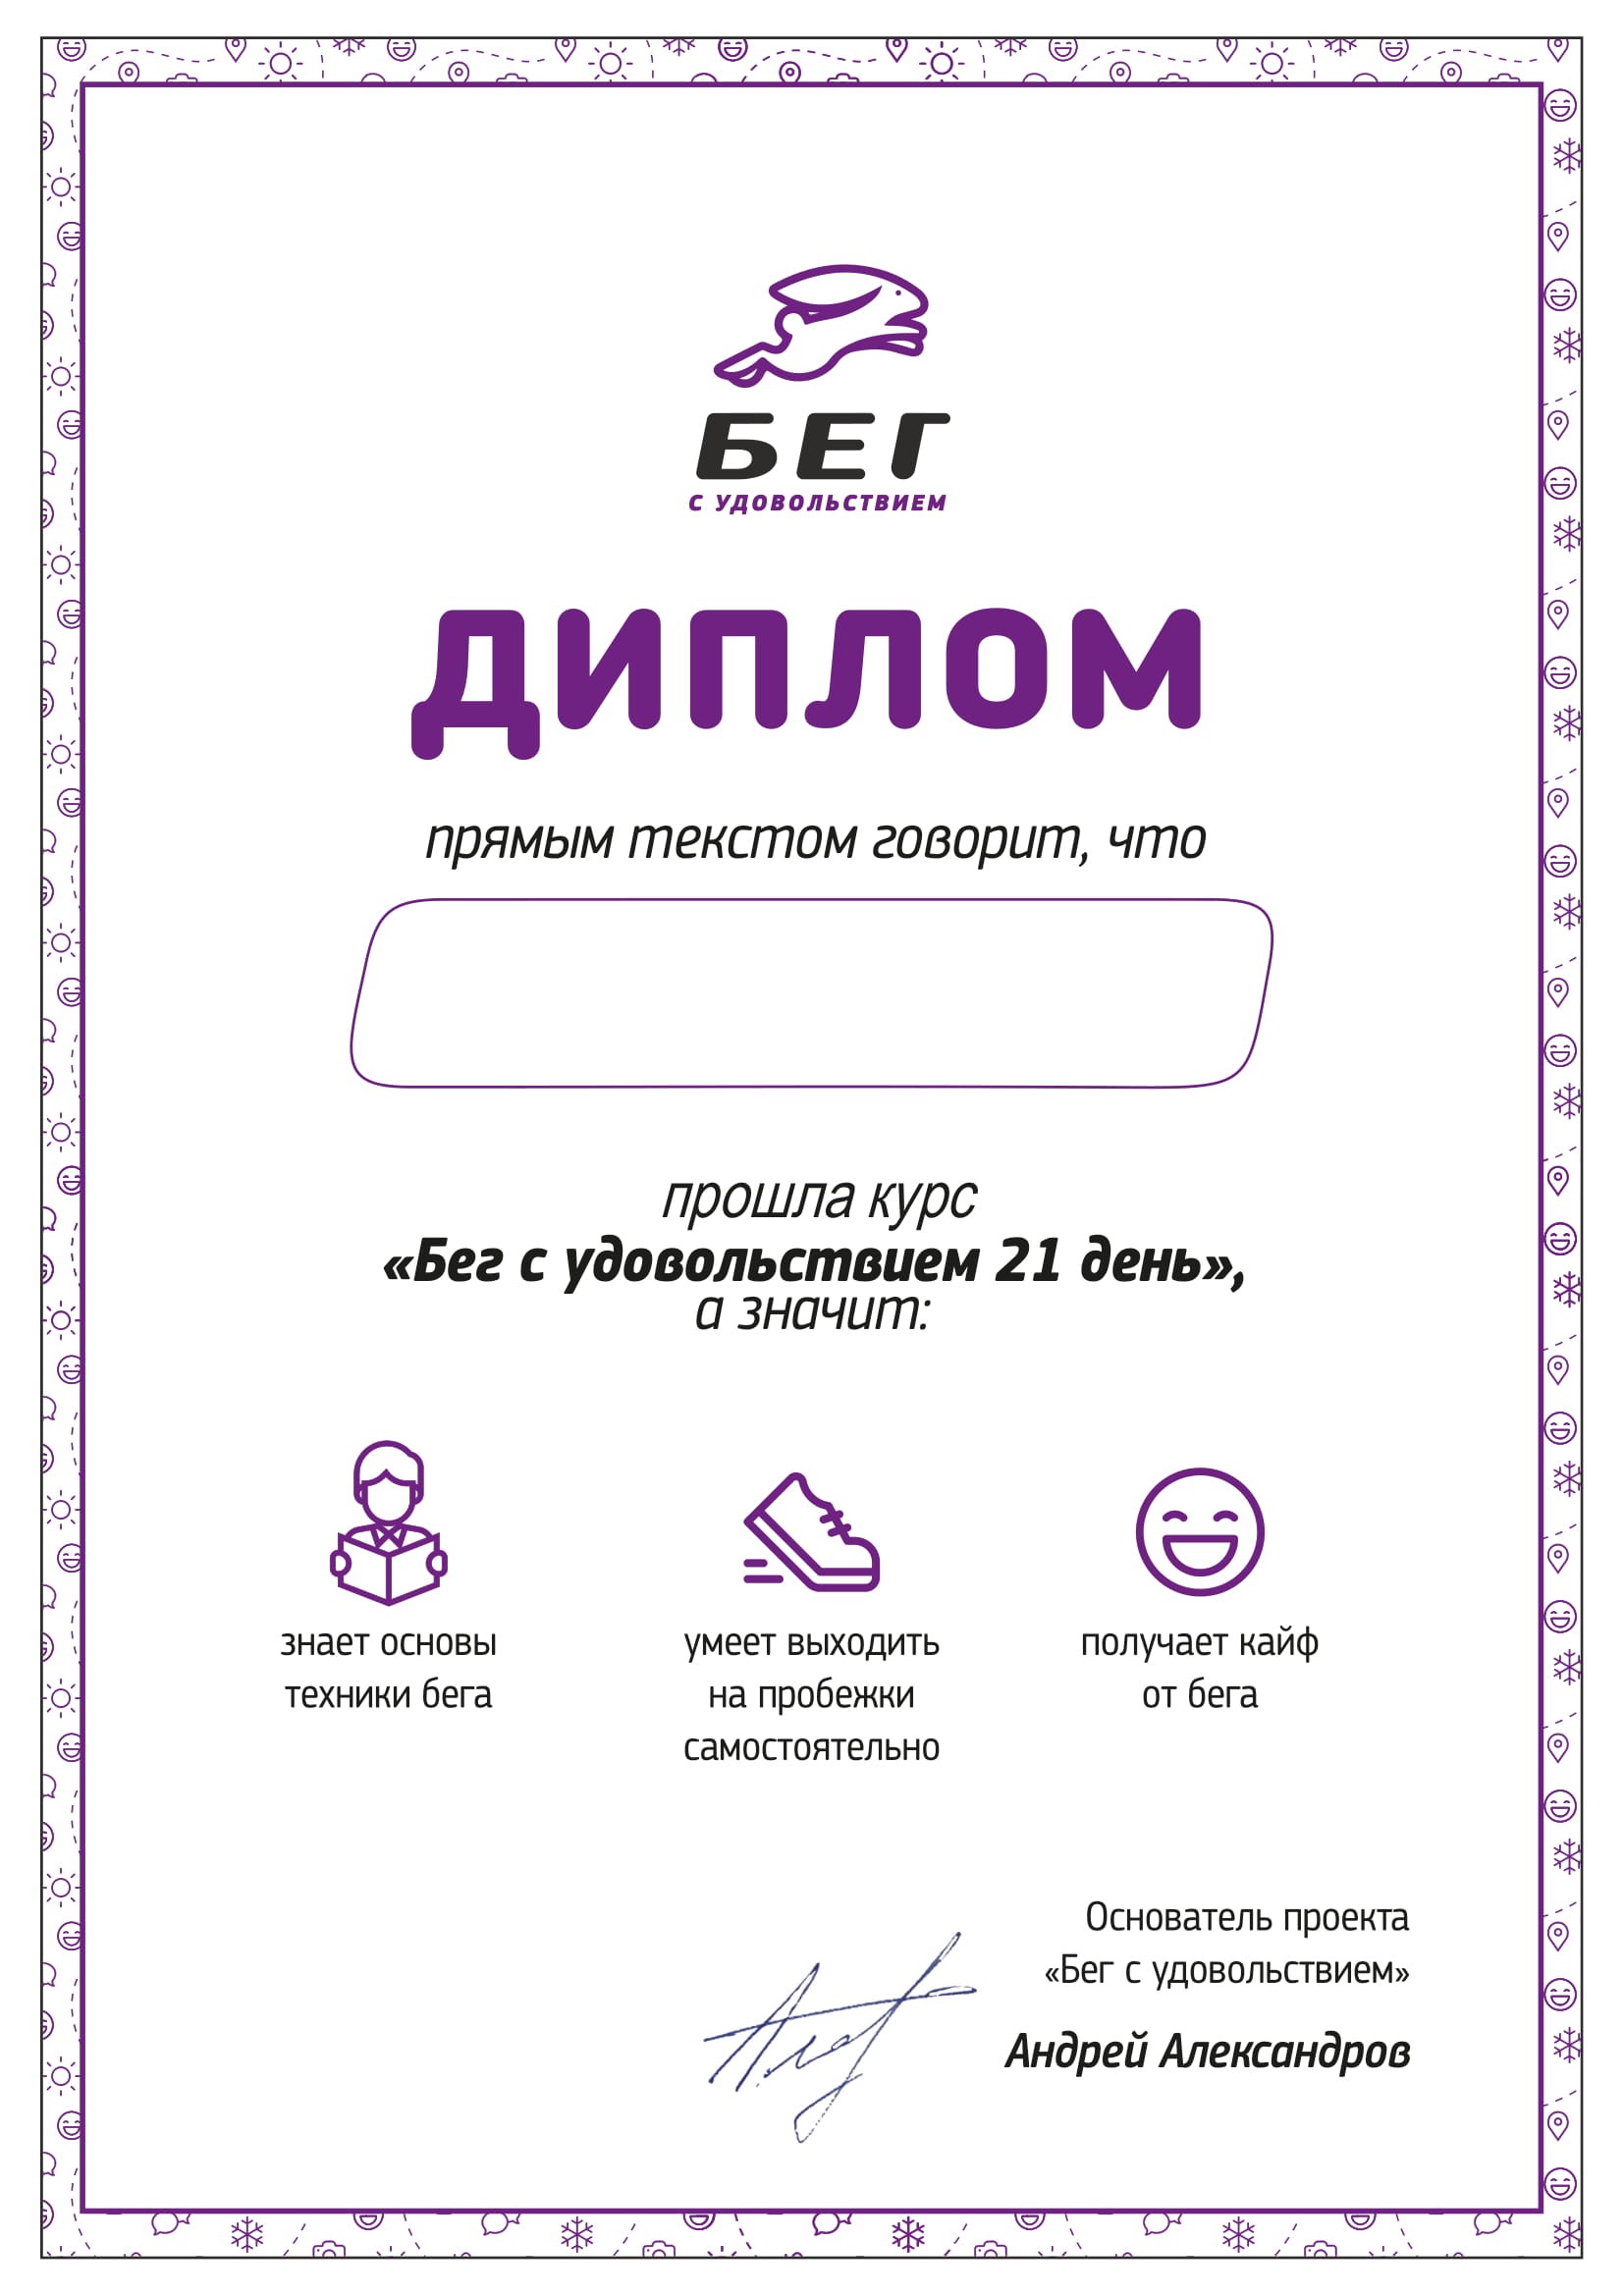 БЕГ
С УДОВОЛЬСТВИЕМ
ДИПЛОМ
прямым текстом говорит, что
прошла курс
«Бег с удовольствием 21 день»,
а значит:
знает основы
техники бега
умеет выходить
на пробежки
самостоятельно
получает кайф
от бега
Основатель проекта
«Бег с удовольствием»
Андрей Александров